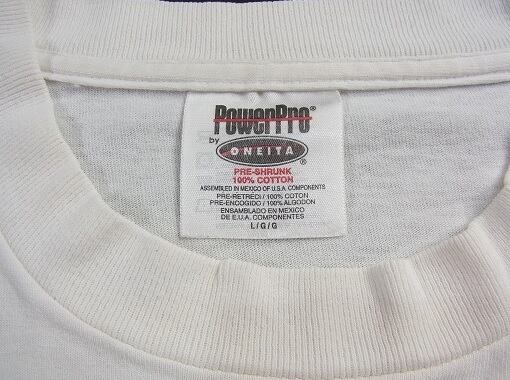 PowerPro®
by
ONEITA®
PRE-SHRUNK
100% COTTON
ASSEMBLED IN MEXICO OF U.S.A. COMPONENTS
PRE-RETRECI / 100% COTON
PRE-ENCOGIDO / 100% ALGODON
ENSAMBLADO EN MEXICO
DE E.U.A. COMPONENTES
L/G/G